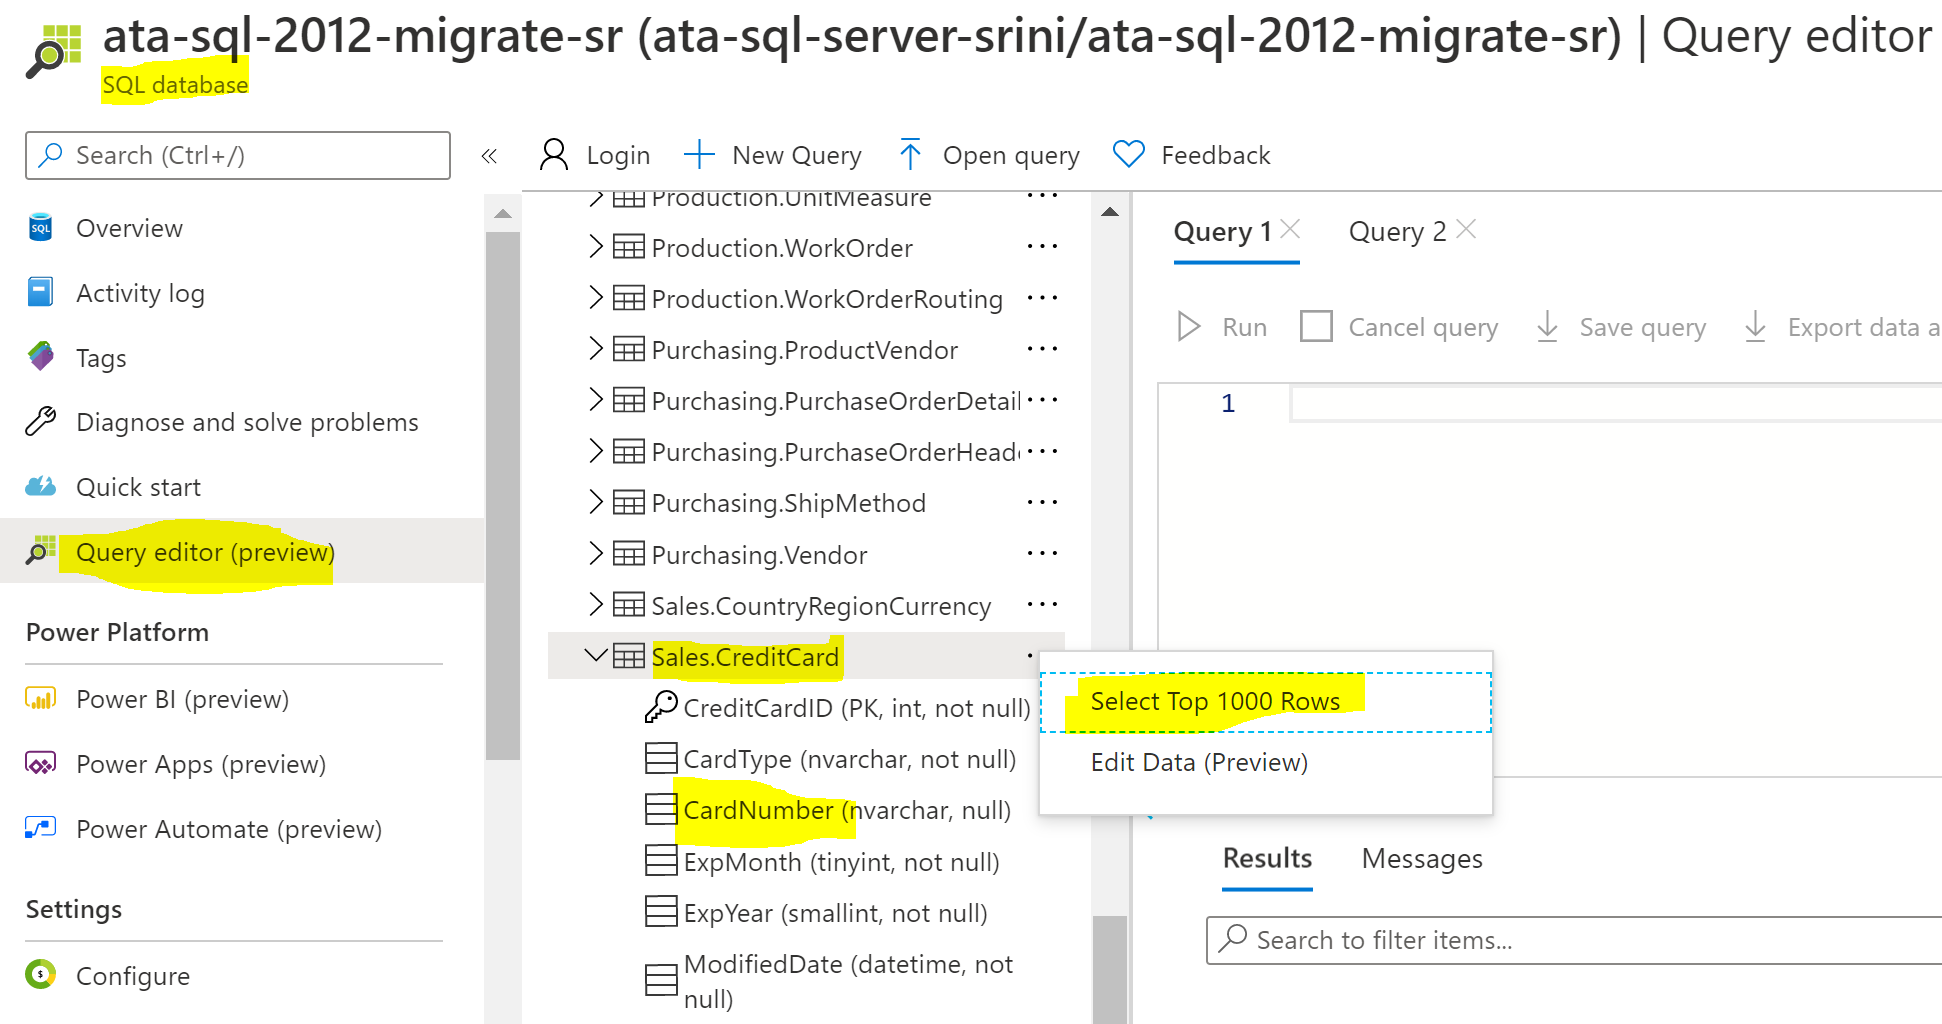 ata-sql-2012-migrate-sr (ata-sql-server-srini/ata-sql-2012-migrate-sr) | Query editor
SQL database
Search (Ctrl+/)
«
Login
New Query
Open query
Feedback
Overview
Activity log
Tags
Diagnose and solve problems
Quick start
Query editor (preview)
Power Platform
Power BI (preview)
Power Apps (preview)
Power Automate (preview)
Settings
Configure
Production.UnitMeasure
Production.WorkOrder
Production.WorkOrderRouting
Purchasing.ProductVendor
Purchasing.PurchaseOrderDetail
Purchasing.PurchaseOrderHead
Purchasing.ShipMethod
Purchasing.Vendor
Sales.CountryRegionCurrency
Sales.CreditCard
CreditCardID (PK, int, not null)
CardType (nvarchar, not null)
CardNumber (nvarchar, null)
ExpMonth (tinyint, not null)
ExpYear (smallint, not null)
ModifiedDate (datetime, not
null)
Select Top 1000 Rows
Edit Data (Preview)
Query 1
Query 2
Run
Cancel query
Save query
Export data a
1
Results
Messages
Search to filter items...